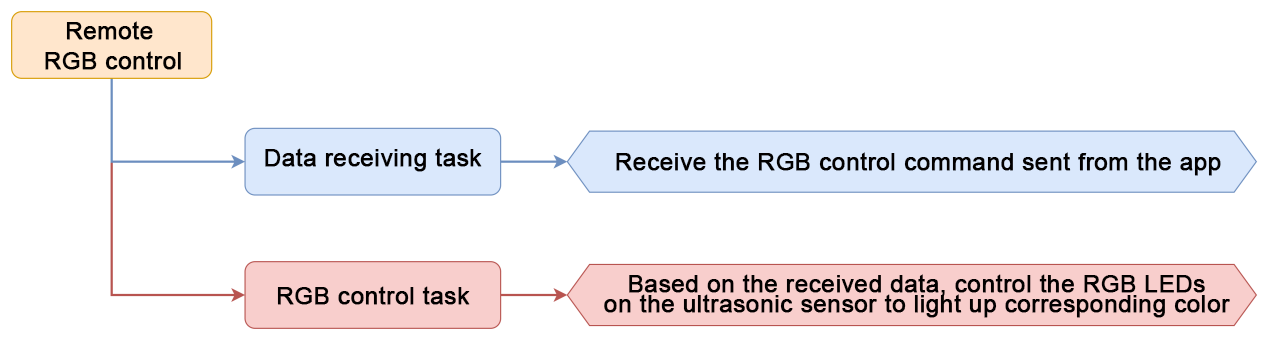 Remote
RGB control
Data receiving task
Receive the RGB control command sent from the app
RGB control task
Based on the received data, control the RGB LEDs
on the ultrasonic sensor to light up corresponding color